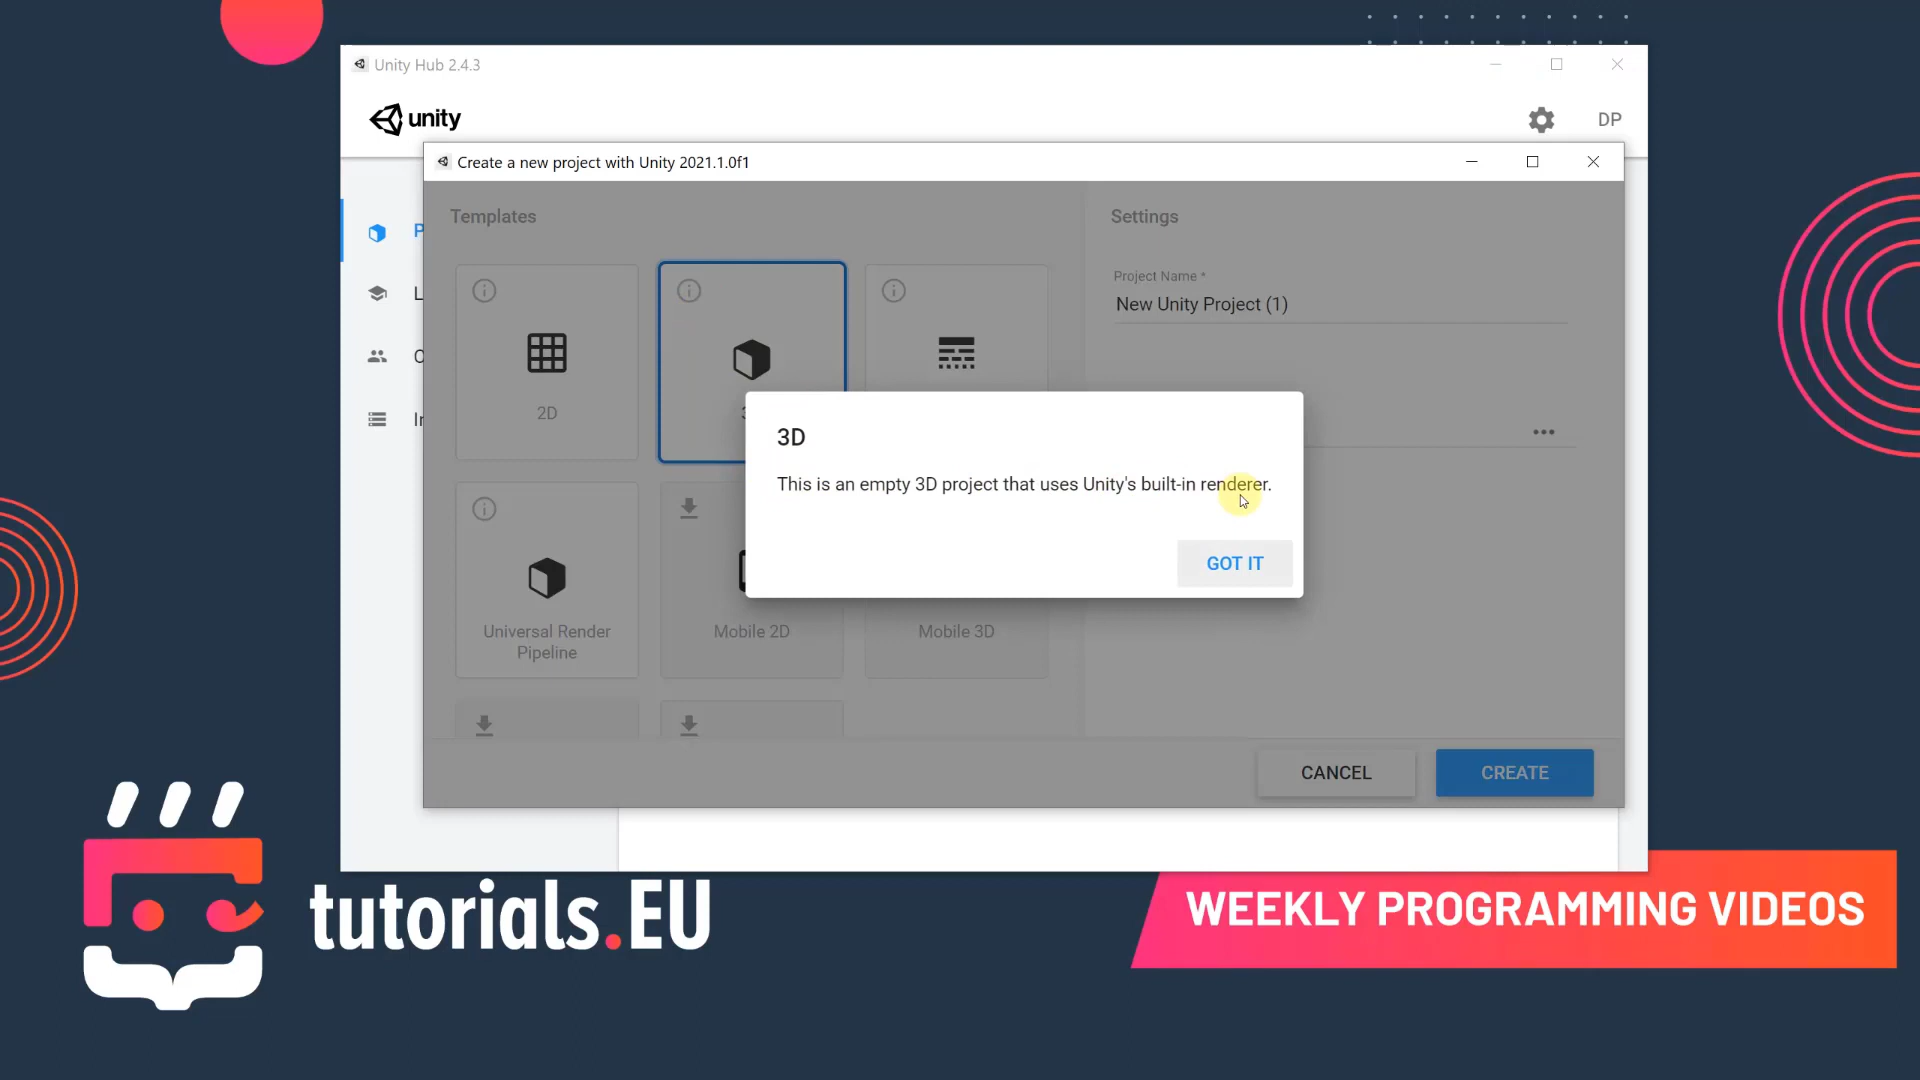 Unity Hub 2.4.3
unity
DP
Create a new project with Unity 2021.1.0f1
Templates
Settings
Project Name *
New Unity Project (1)
2D
3D
This is an empty 3D project that uses Unity's built-in renderer.
GOT IT
Universal Render
Pipeline
Mobile 2D
Mobile 3D
CANCEL
CREATE
tutorials.EU
WEEKLY PROGRAMMING VIDEOS